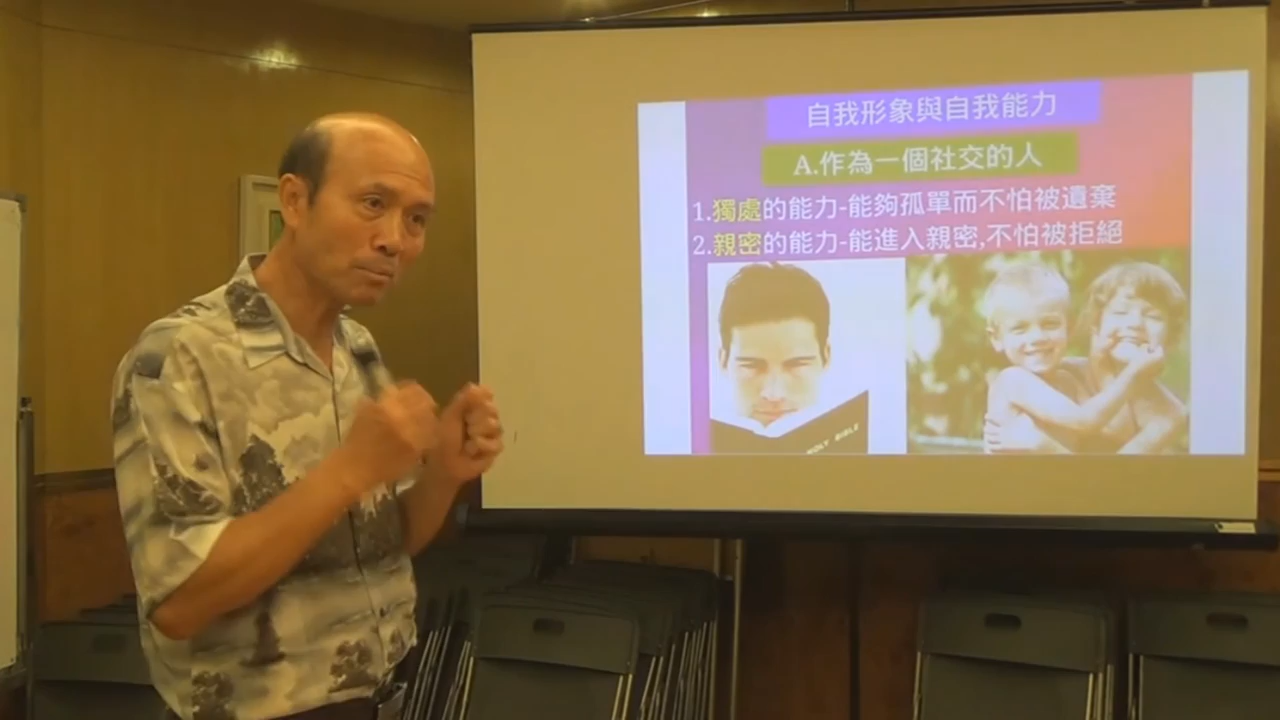 自我形象與自我能力
A.作為一個社交的人
1.獨處的能力-能夠孤單而不怕被遺棄
2.親密的能力-能進入親密,不怕被拒絕
HOLY BIBLE